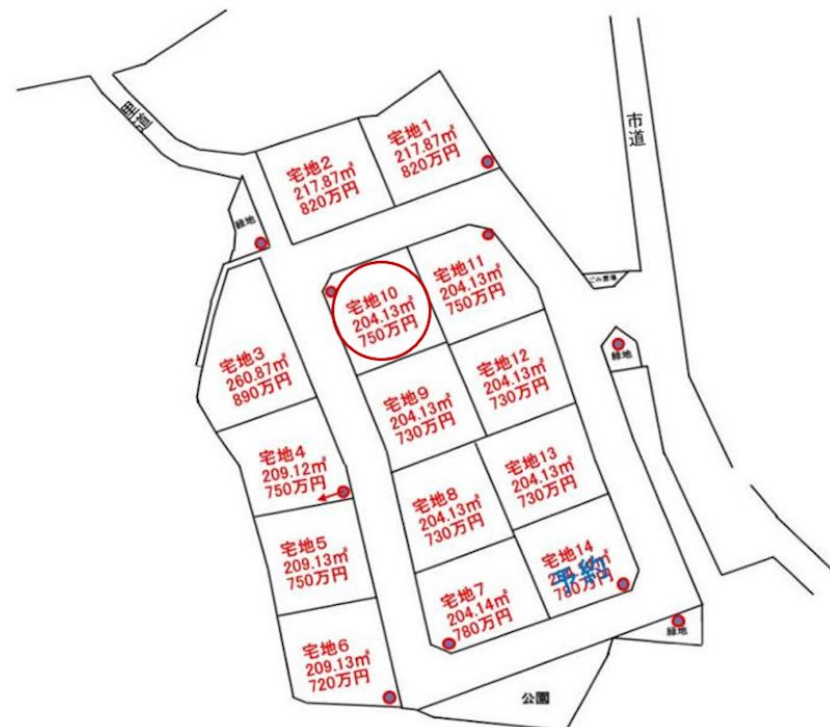 里道
市道
宅地1
217.87㎡
820万円
宅地2
217.87㎡
820万円
緑地
宅地11
204.13㎡
750万円
宅地10
204.13㎡
750万円
ごみ置場
緑地
宅地3
260.87㎡
890万円
宅地12
204.13㎡
730万円
宅地9
204.13㎡
730万円
宅地4
209.12㎡
750万円
宅地13
204.13㎡
730万円
宅地8
204.13㎡
730万円
宅地5
209.13㎡
750万円
宅地14
予約
780万円
宅地7
204.14㎡
780万円
緑地
宅地6
209.13㎡
720万円
公園